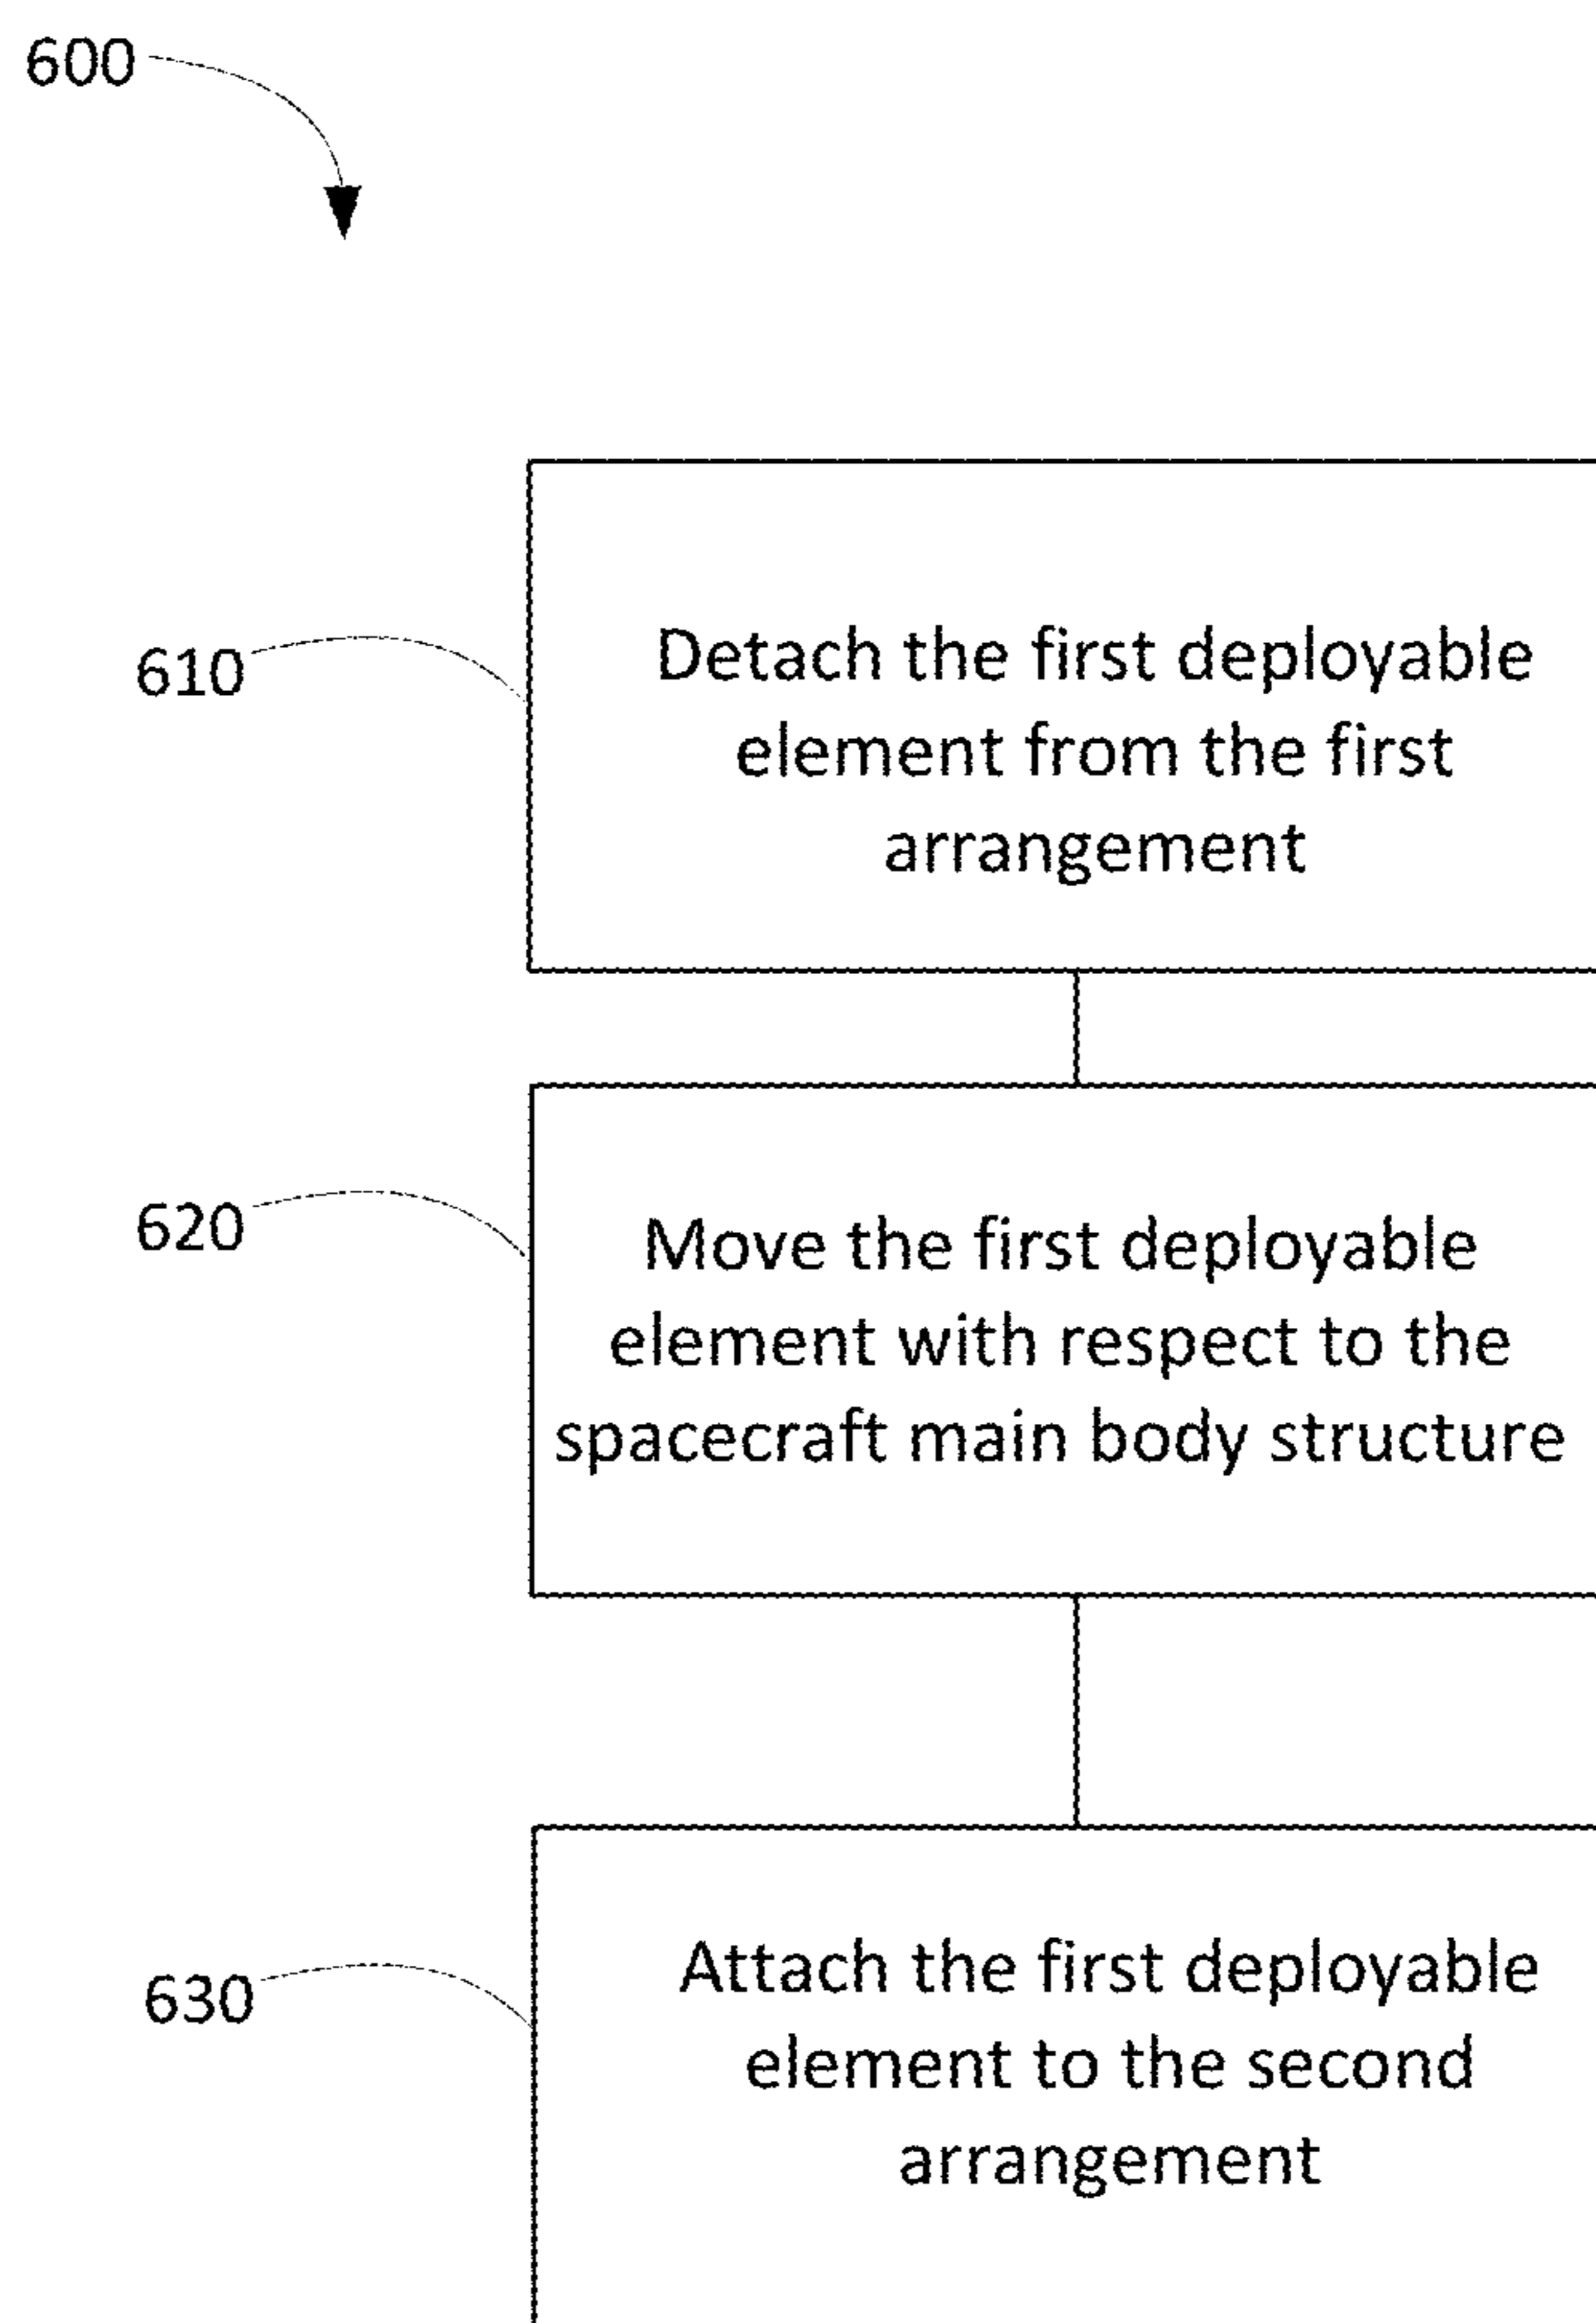 600
610
Detach the first deployable
element from the first
arrangement
620
Move the first deployable
element with respect to the
spacecraft main body structure
630
Attach the first deployable
element to the second
arrangement